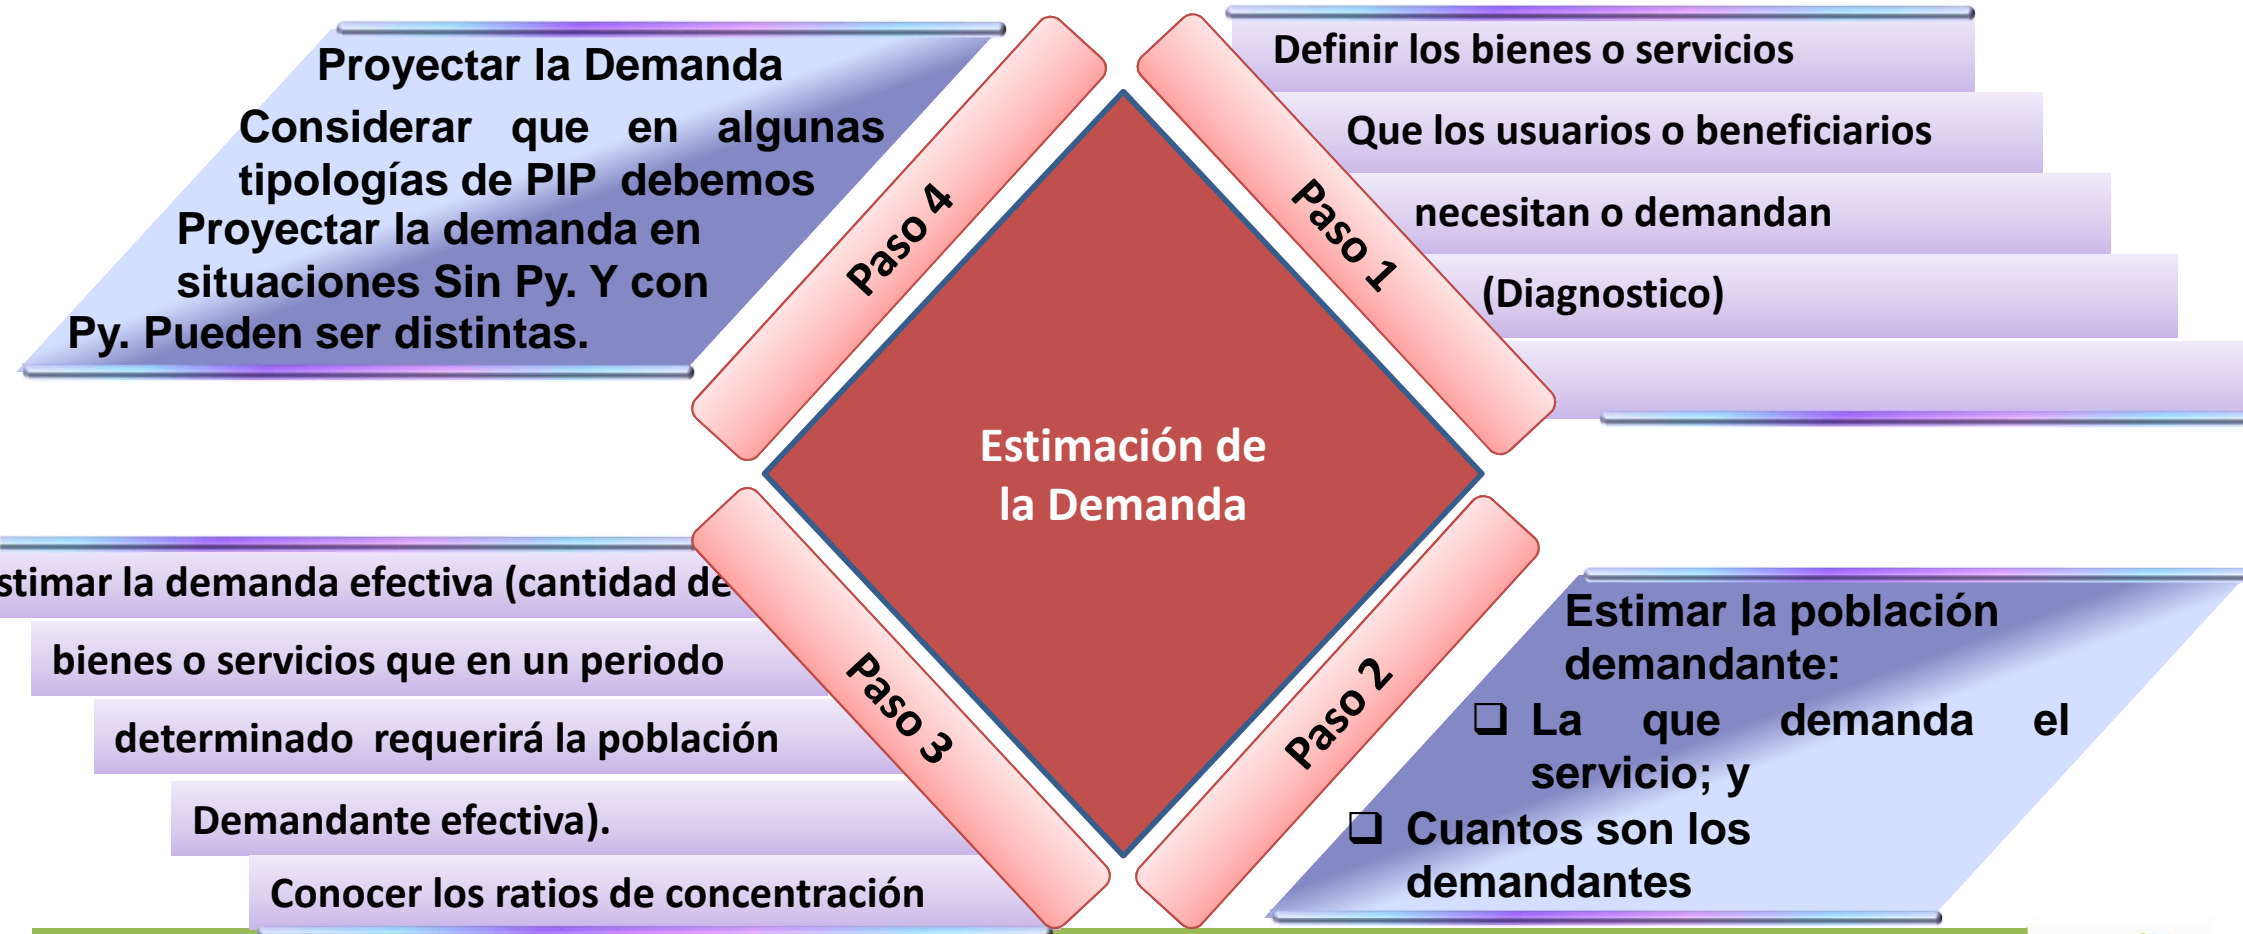 Definir los bienes o servicios
Que los usuarios o beneficiarios
necesitan o demandan
(Diagnostico)
Paso 1
Estimar la población
demandante:
❑ La que demanda el
servicio; y
❑ Cuantos son los
demandantes
Paso 2
stimar la demanda efectiva (cantidad de
bienes o servicios que en un periodo
determinado requerirá la población
Demandante efectiva).
Conocer los ratios de concentración
Paso 3
Proyectar la Demanda
Considerar que en algunas
tipologías de PIP debemos
Proyectar la demanda en
situaciones Sin Py. Y con
Py. Pueden ser distintas.
Paso 4
Estimación de
la Demanda